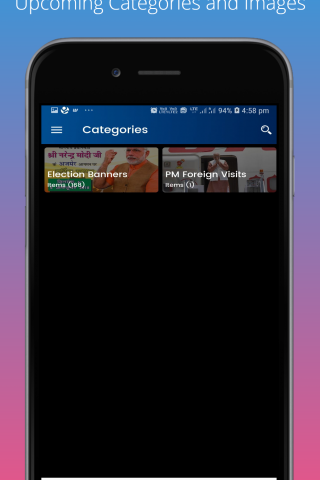 Upcoming Categories and Images
94% 4:58 pm
Categories
श्री नरेन्द्र मोदी जी
Election Banners
Items (168)
PM Foreign Visits
Items (1)